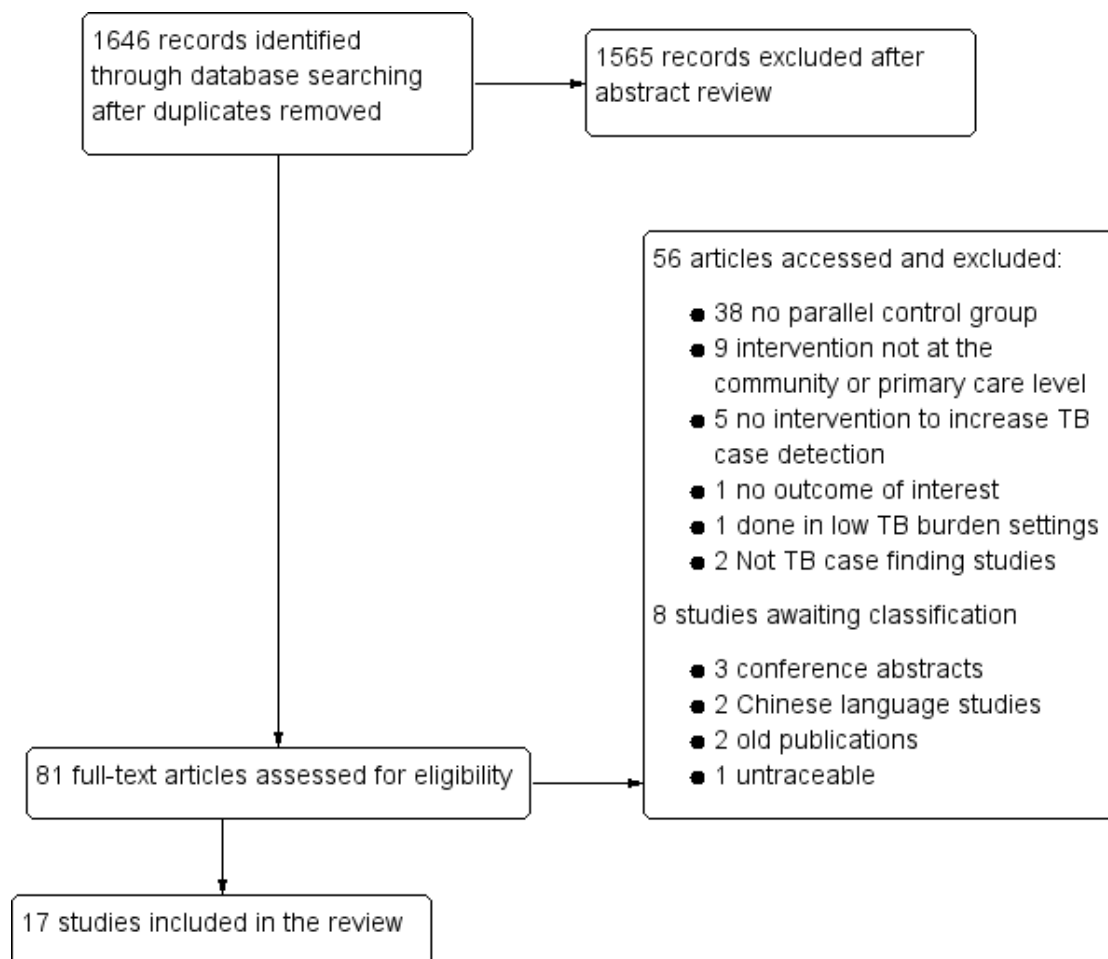 1646 records identified
through database searching
after duplicates removed
1565 records excluded after
abstract review
56 articles accessed and excluded:
● 38 no parallel control group
● 9 intervention not at the
community or primary care level
● 5 no intervention to increase TB
case detection
● 1 no outcome of interest
● 1 done in low TB burden settings
● 2 Not TB case finding studies
8 studies awaiting classification
● 3 conference abstracts
● 2 Chinese language studies
● 2 old publications
● 1 untraceable
81 full-text articles assessed for eligibility
17 studies included in the review